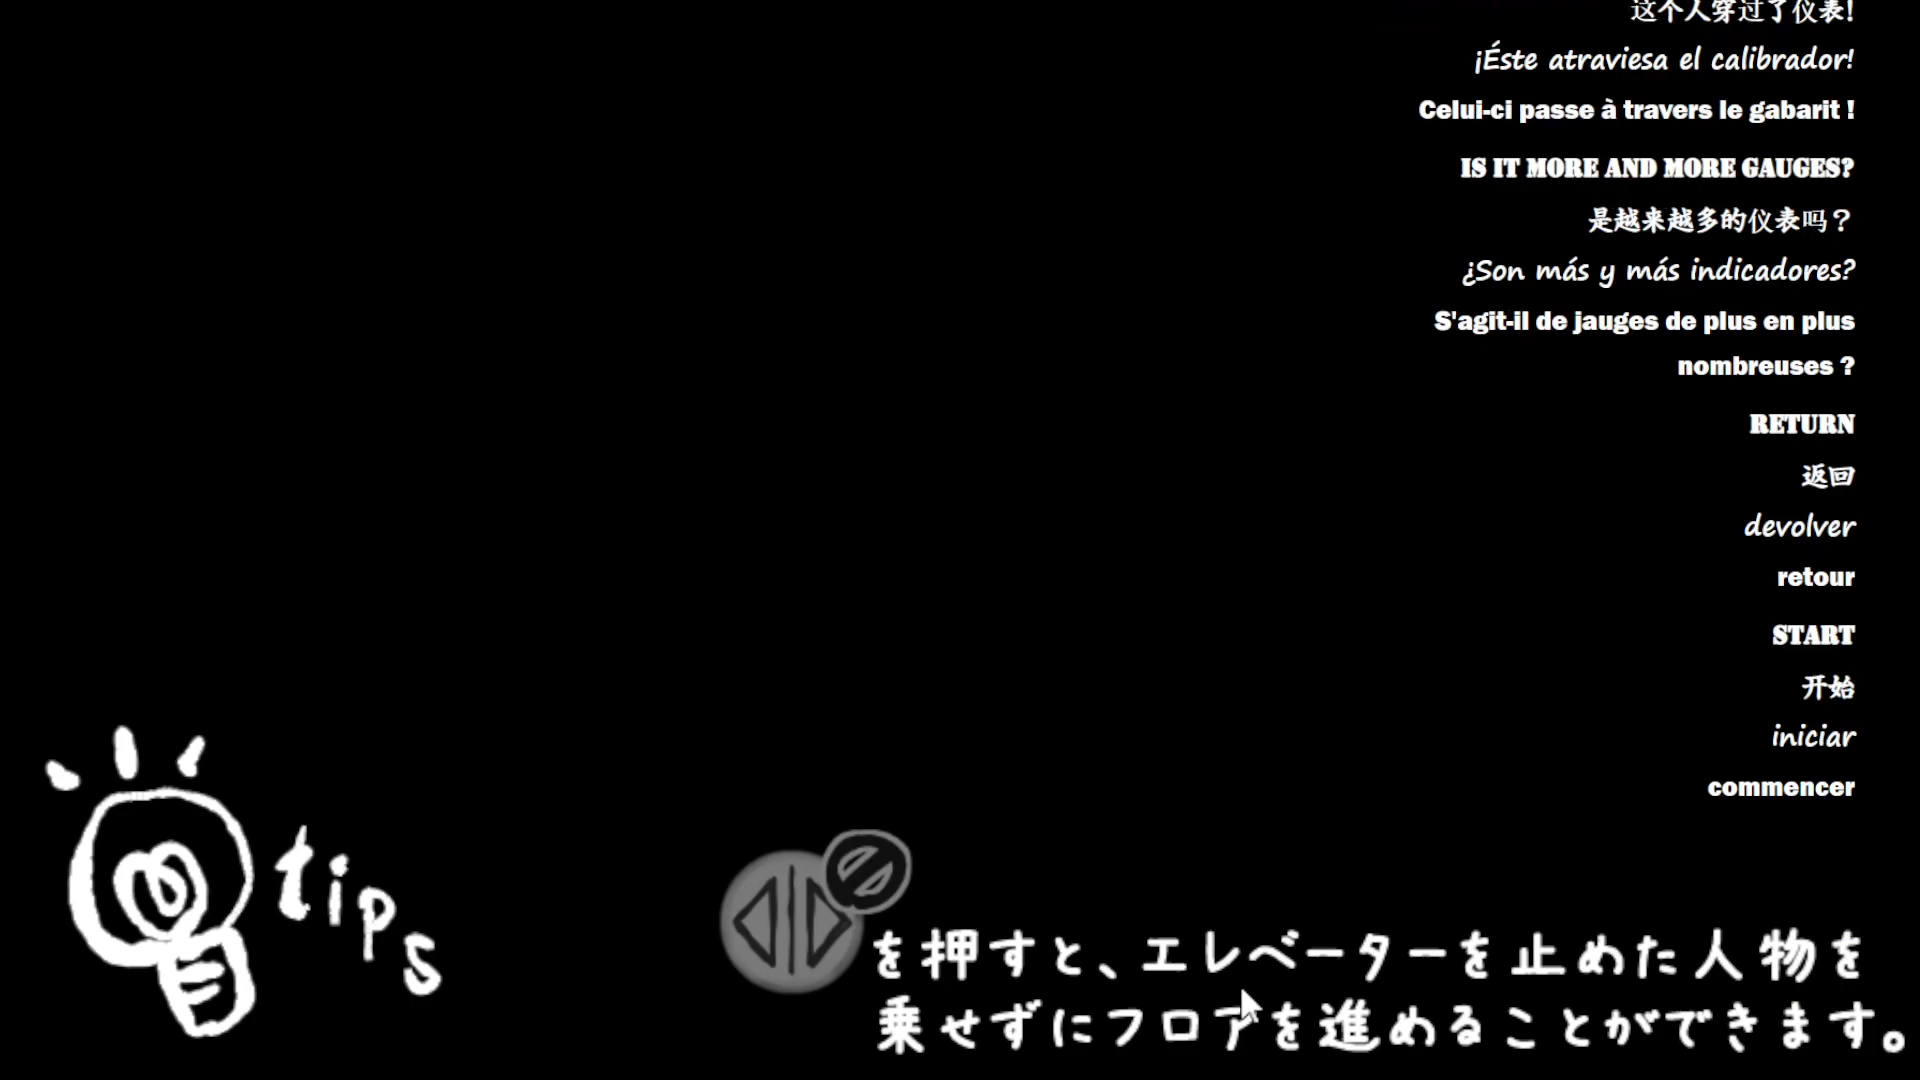 这个人穿过了仪表!
¡Éste atraviesa el calibrador!
Celui-ci passe à travers le gabarit !
IS IT MORE AND MORE GAUGES?
是越来越多的仪表吗？
¿Son más y más indicadores?
S'agit-il de jauges de plus en plus
nombreuses ?
RETURN
返回
devolver
retour
START
开始
iniciar
commencer
tips
を押すと、エレベーターを止めた人物を
乗せずにフロアを進めることができます。